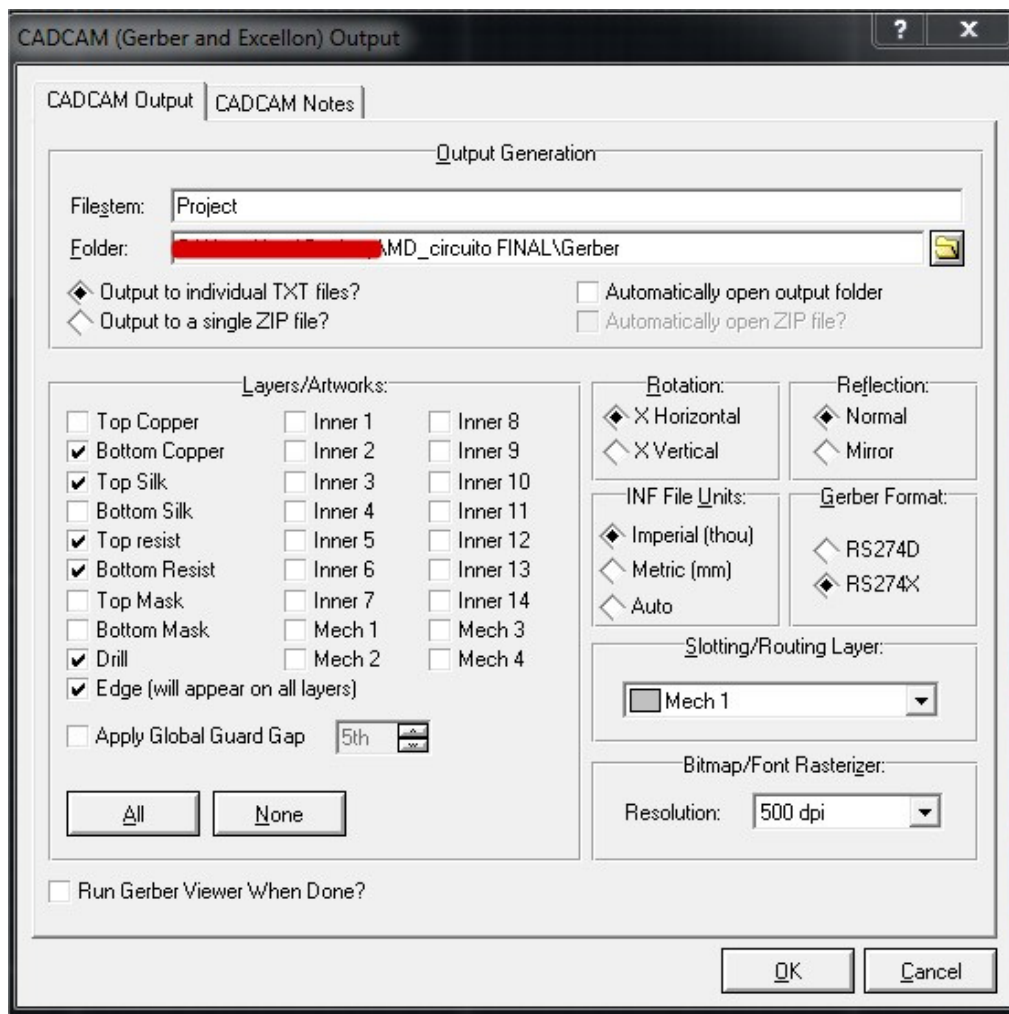 CADCAM (Gerber and Excellon) Output
? X
CADCAM Output CADCAM Notes
Output Generation
Filestem: Project
Folder: \AMD_circuito FINAL\Gerber
Output to individual TXT files? Automatically open output folder
Output to a single ZIP file? Automatically open ZIP file?
Layers/Artworks:
Top Copper Inner 1 Inner 8
Bottom Copper Inner 2 Inner 9
Top Silk Inner 3 Inner 10
Bottom Silk Inner 4 Inner 11
Top resist Inner 5 Inner 12
Bottom Resist Inner 6 Inner 13
Top Mask Inner 7 Inner 14
Bottom Mask Mech 1 Mech 3
Drill Mech 2 Mech 4
Edge (will appear on all layers)
Apply Global Guard Gap 5th
All None
Rotation:
X Horizontal
X Vertical
Reflection:
Normal
Mirror
INF File Units:
Imperial (thou)
Metric (mm)
Auto
Gerber Format:
RS274D
RS274X
Slotting/Routing Layer:
Mech 1
Bitmap/Font Rasterizer:
Resolution: 500 dpi
Run Gerber Viewer When Done?
OK Cancel